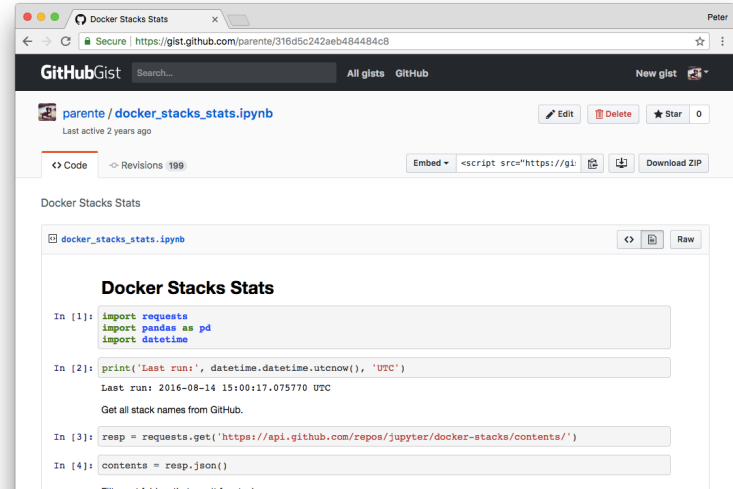 Docker Stacks Stats
Peter
Secure | https://gist.github.com/parente/316d5c242aeb484484c8
GitHubGist Search... All gists GitHub New gist
parente / docker_stacks_stats.ipynb Edit Delete Star 0
Last active 2 years ago
Code Revisions 199 Embed <script src="https://gi Download ZIP
Docker Stacks Stats
docker_stacks_stats.ipynb Raw
Docker Stacks Stats
In [1]: import requests
import pandas as pd
import datetime
In [2]: print('Last run:', datetime.datetime.utcnow(), 'UTC')
Last run: 2016-08-14 15:00:17.075770 UTC
Get all stack names from GitHub.
In [3]: resp = requests.get('https://api.github.com/repos/jupyter/docker-stacks/contents/')
In [4]: contents = resp.json()